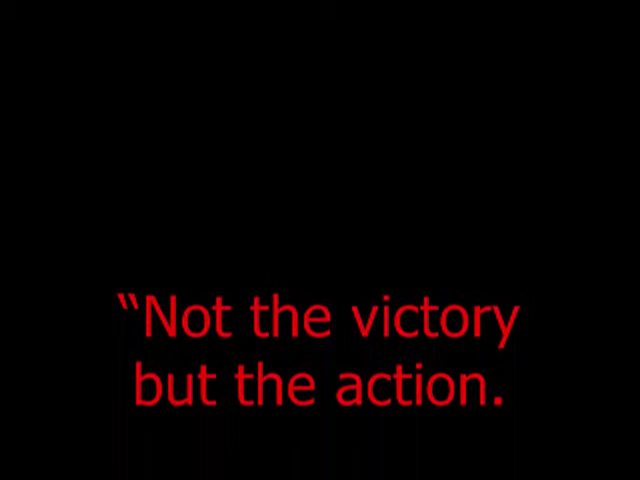 “Not the victory
but the action.